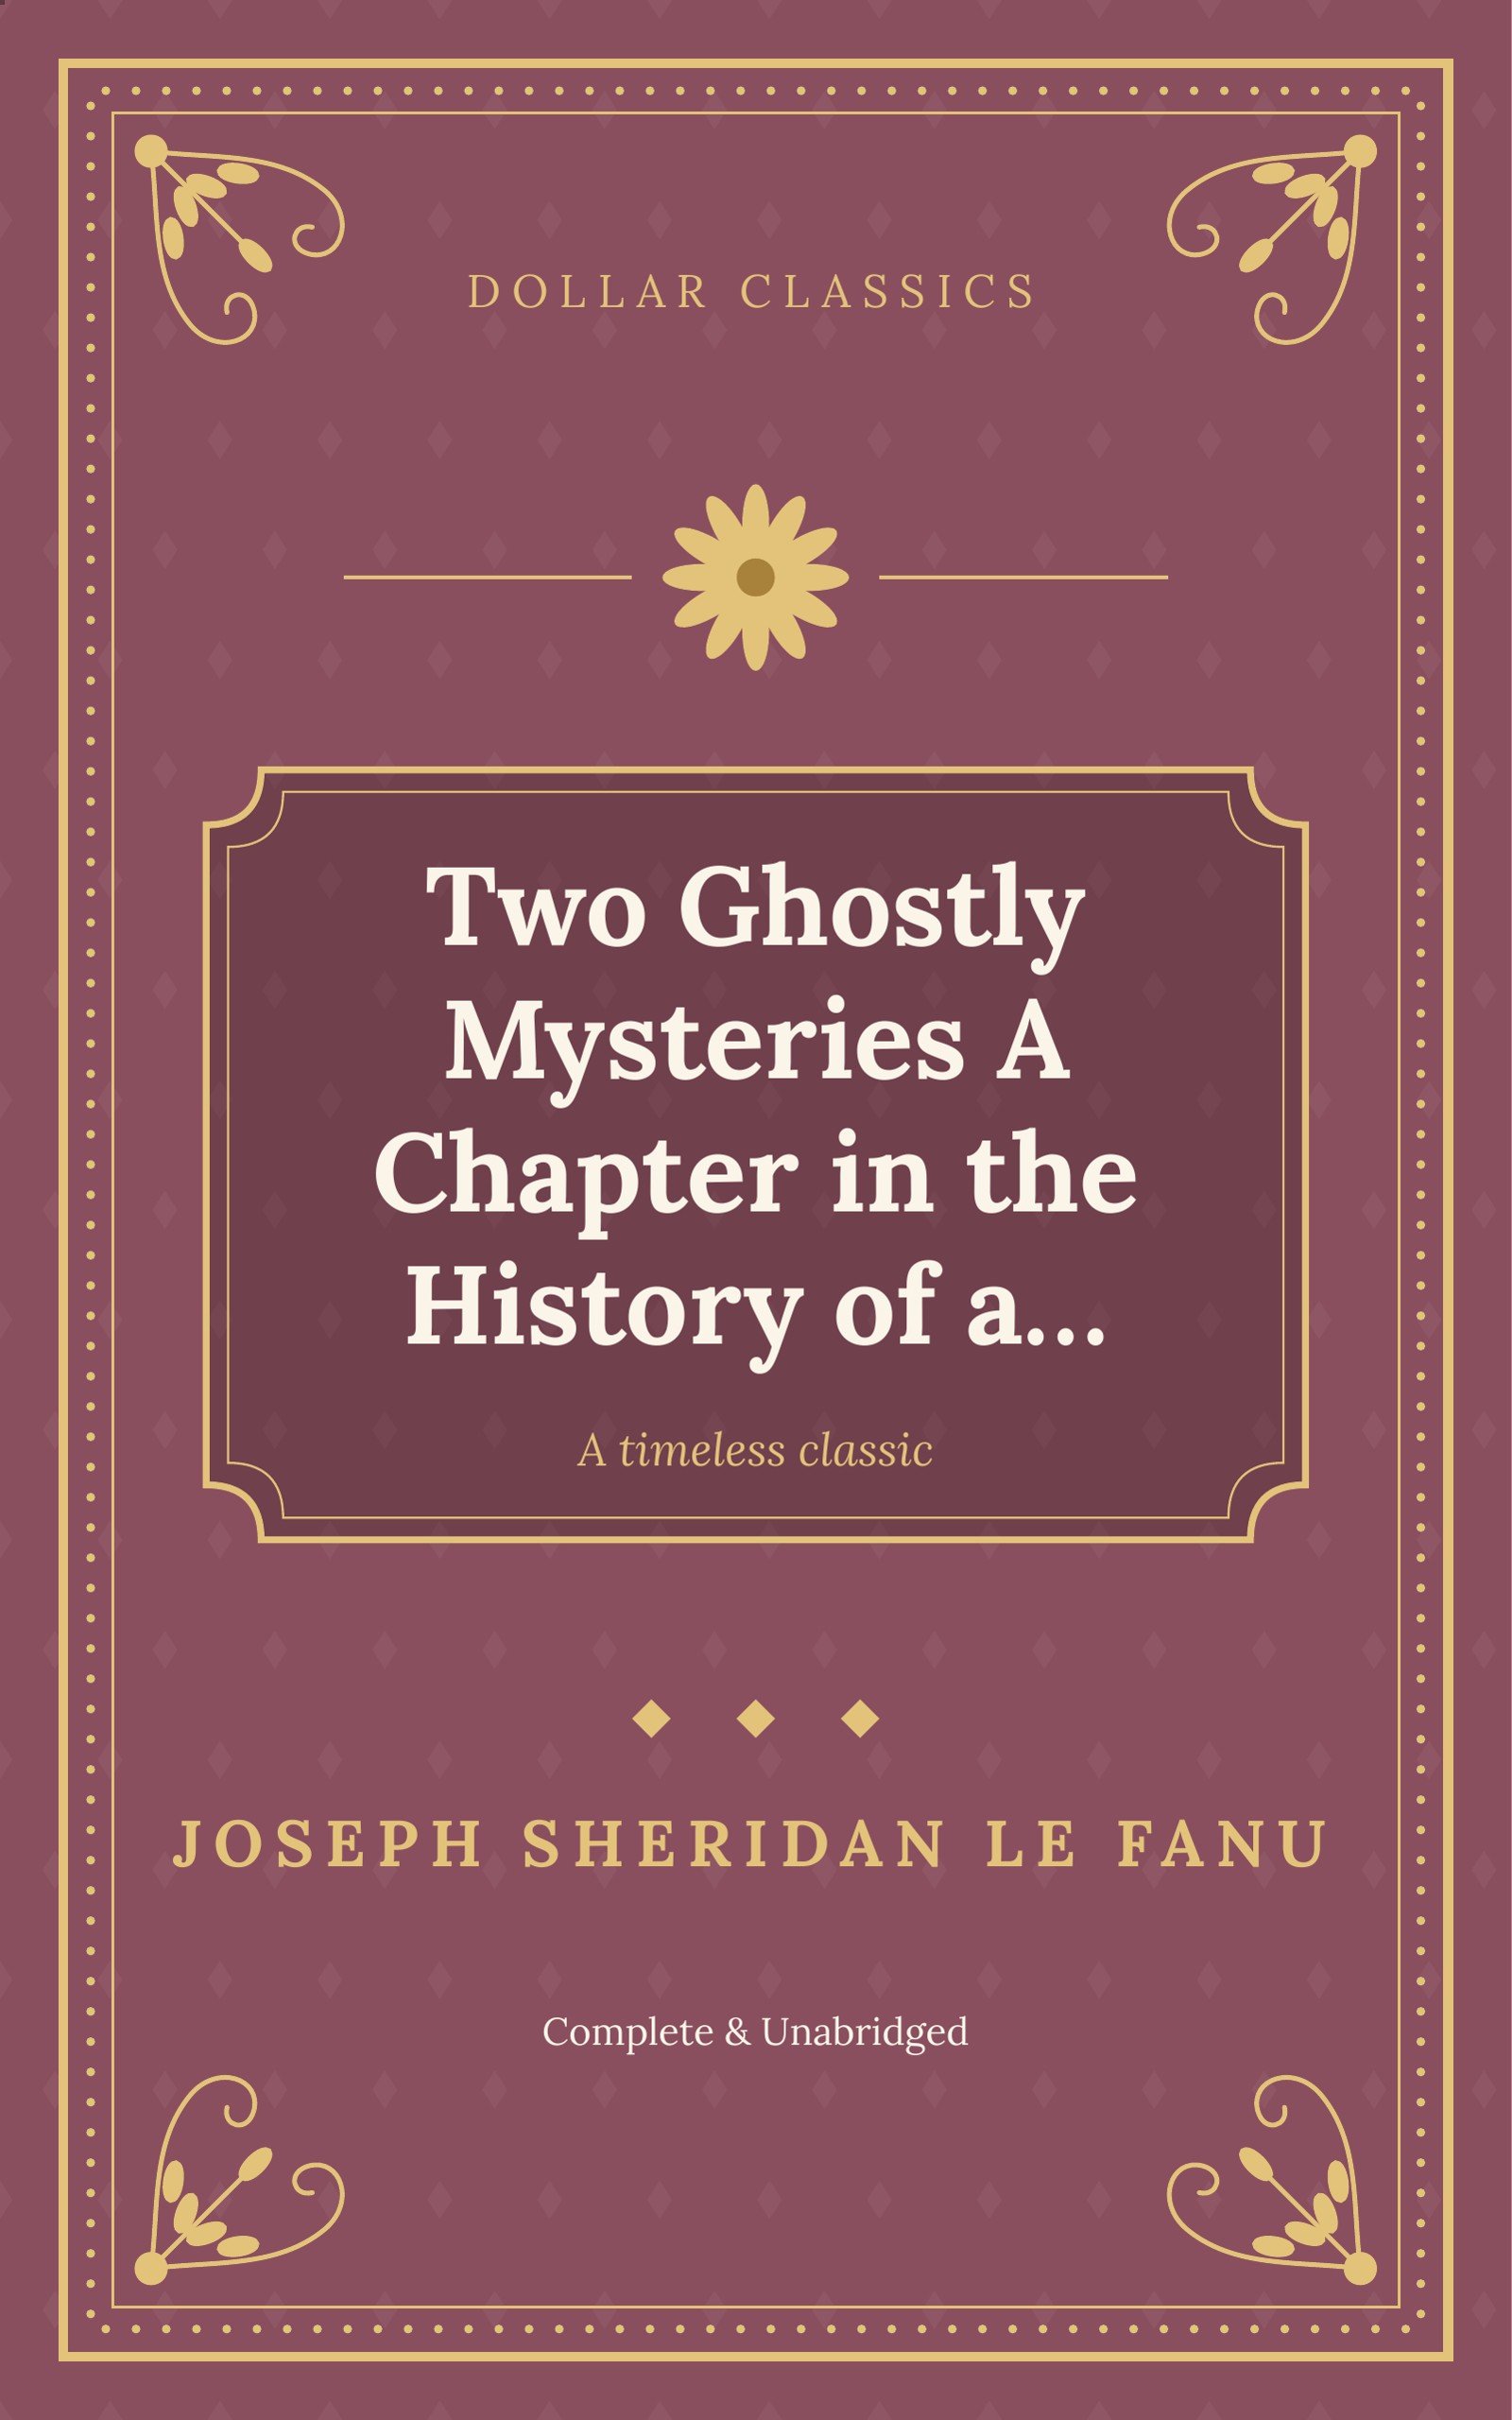 DOLLAR CLASSICS
Two Ghostly
Mysteries A
Chapter in the
History of a...
A timeless classic
JOSEPH SHERIDAN LE FANU
Complete & Unabridged